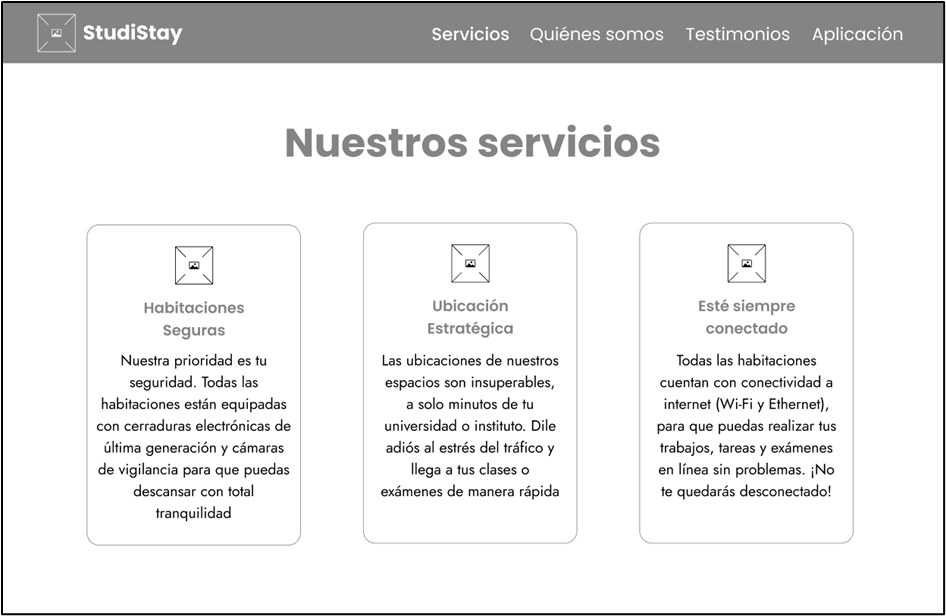 StudiStay
Servicios Quiénes somos Testimonios Aplicación
Nuestros servicios
Habitaciones
Seguras
Nuestra prioridad es tu
seguridad. Todas las
habitaciones están equipadas
con cerraduras electrónicas de
última generación y cámaras
de vigilancia para que puedas
descansar con total
tranquilidad
Ubicación
Estratégica
Las ubicaciones de nuestros
espacios son insuperables,
a solo minutos de tu
universidad o instituto. Dile
adiós al estrés del tráfico y
llega a tus clases o
exámenes de manera rápida
Esté siempre
conectado
Todas las habitaciones
cuentan con conectividad a
internet (Wi-Fi y Ethernet),
para que puedas realizar tus
trabajos, tareas y exámenes
en línea sin problemas. ¡No
te quedarás desconectado!